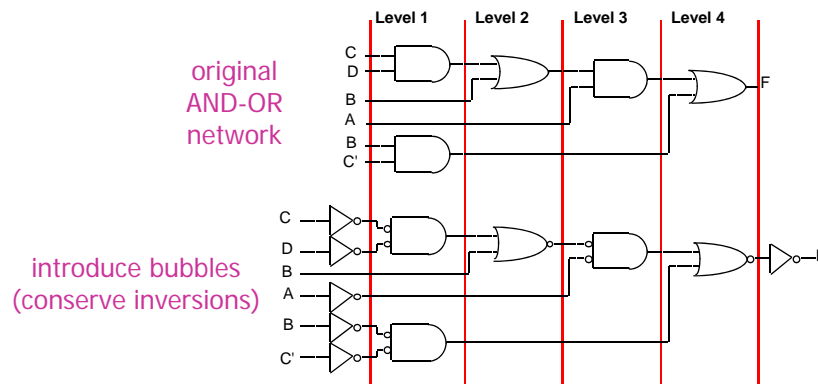 Level 1 Level 2 Level 3 Level 4
original
AND-OR
network
C
D
B
A
B
C'
F
introduce bubbles
(conserve inversions)
C
D
B
A
B
C'